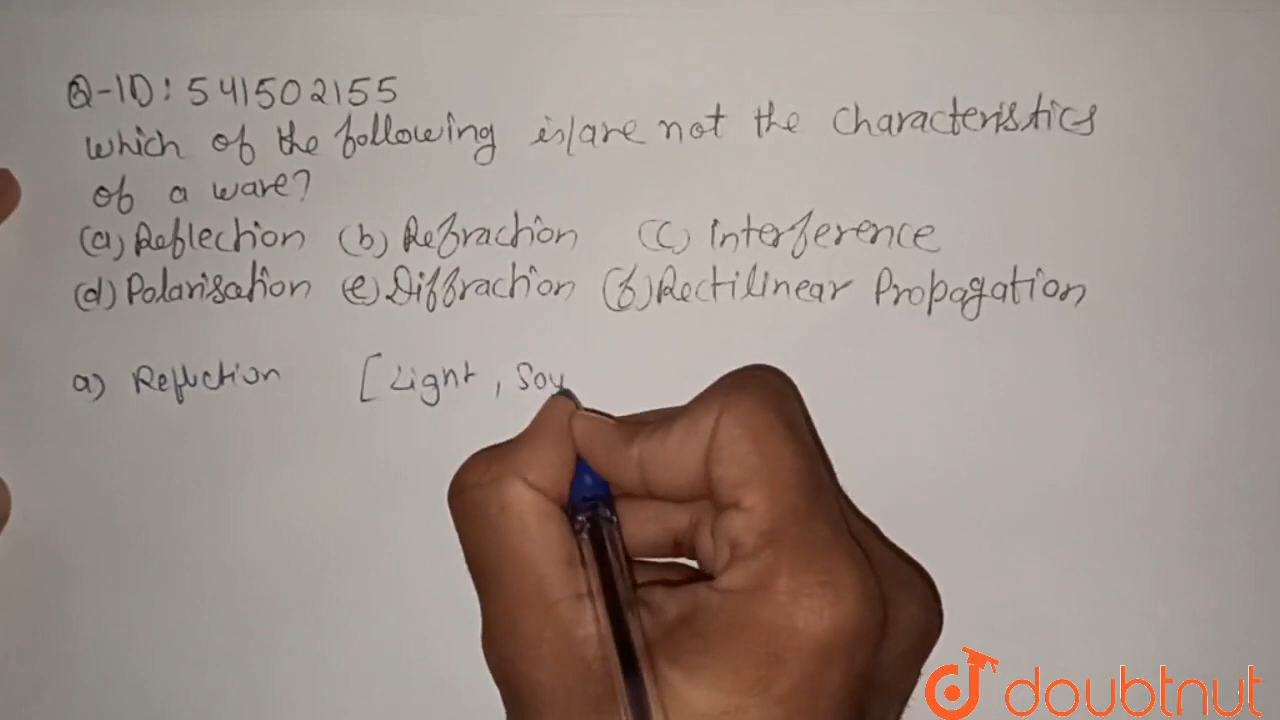 Q-ID: 541502155
which of the following is/are not the characteristics
of a wave?
(a) Reflection (b) Refraction (c) interference
(d) Polarisation (e) Diffraction (f) Rectilinear Propagation
a) Refluction [Light, Sou
doubtnut